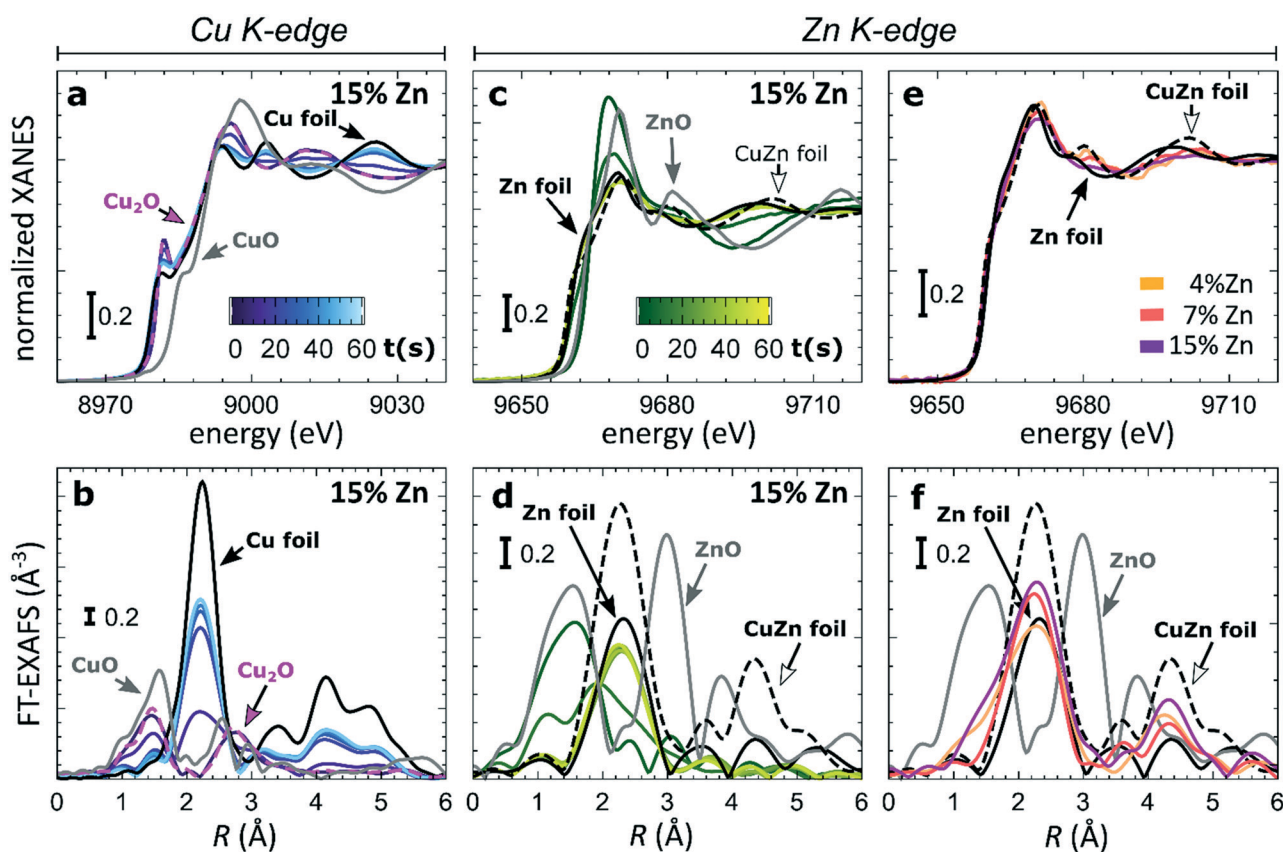 Cu K-edge
Zn K-edge
normalized XANES
a
15% Zn
Cu foil
Cu₂O
CuO
0.2
0 20 40 60
t(s)
8970 9000 9030
energy (eV)
c
15% Zn
ZnO
CuZn foil
Zn foil
0.2
0 20 40 60
t(s)
9650 9680 9710
energy (eV)
e
CuZn foil
Zn foil
0.2
4%Zn
7% Zn
15% Zn
9650 9680 9710
energy (eV)
FT-EXAFS (Å⁻³)
b
15% Zn
Cu foil
0.2
CuO
Cu₂O
0 1 2 3 4 5 6
R (Å)
d
15% Zn
Zn foil
0.2
ZnO
CuZn foil
0 1 2 3 4 5 6
R (Å)
f
Zn foil
0.2
ZnO
CuZn foil
0 1 2 3 4 5 6
R (Å)